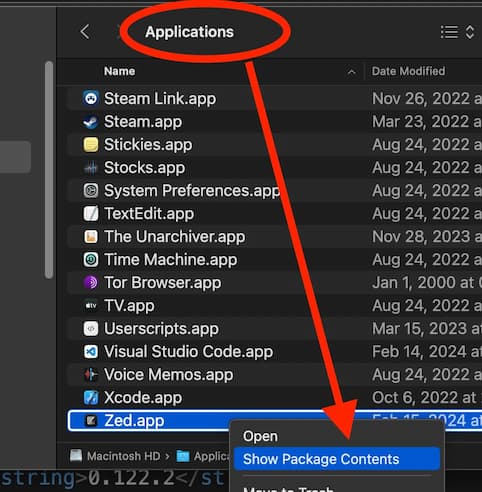 Applications
Name Date Modified
Steam Link.app Nov 26, 2022 a
Steam.app Mar 23, 2022 a
Stickies.app Aug 24, 2022 a
Stocks.app Aug 24, 2022 a
System Preferences.app Aug 24, 2022 a
TextEdit.app Aug 24, 2022 a
The Unarchiver.app Nov 28, 2023 a
Time Machine.app Aug 24, 2022 a
Tor Browser.app Jan 1, 2000 at
TV.app Aug 24, 2022 a
Userscripts.app Mar 15, 2023 at
Visual Studio Code.app Feb 14, 2024 at
Voice Memos.app Aug 24, 2022 a
Xcode.app Oct 6, 2022 at
Zed.app Feb 15, 2024 at
Open
Macintosh HD Applica
Show Package Contents
string>0.122.2</st
Move to Trash